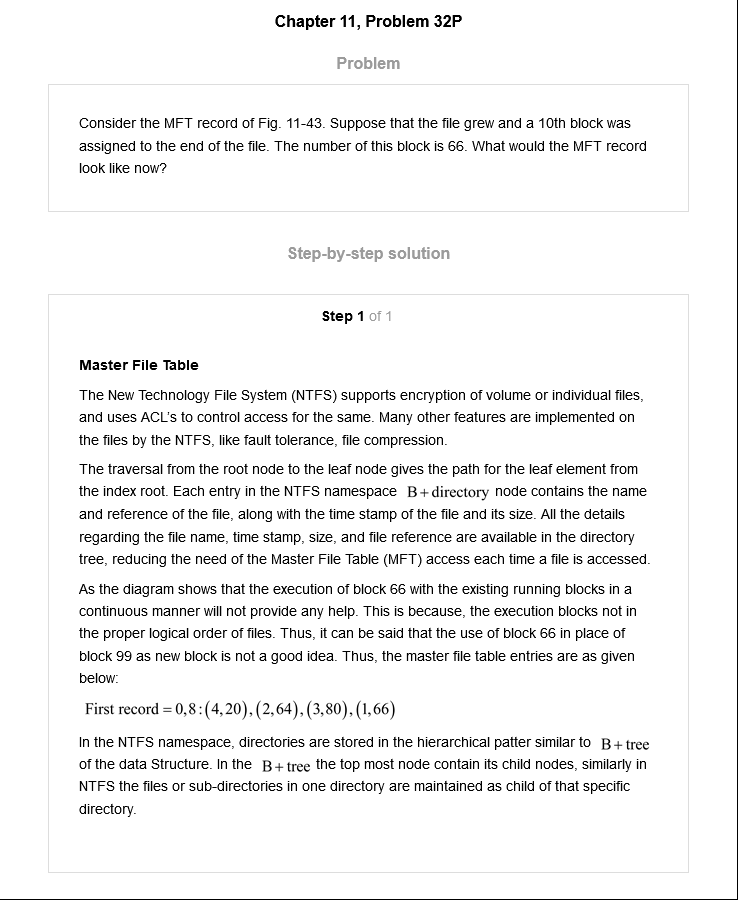 Chapter 11, Problem 32P
Problem
Consider the MFT record of Fig. 11-43. Suppose that the file grew and a 10th block was
assigned to the end of the file. The number of this block is 66. What would the MFT record
look like now?
Step-by-step solution
Step 1 of 1
Master File Table
The New Technology File System (NTFS) supports encryption of volume or individual files,
and uses ACL's to control access for the same. Many other features are implemented on
the files by the NTFS, like fault tolerance, file compression.
The traversal from the root node to the leaf node gives the path for the leaf element from
the index root. Each entry in the NTFS namespace B+directory node contains the name
and reference of the file, along with the time stamp of the file and its size. All the details
regarding the file name, time stamp, size, and file reference are available in the directory
tree, reducing the need of the Master File Table (MFT) access each time a file is accessed.
As the diagram shows that the execution of block 66 with the existing running blocks in a
continuous manner will not provide any help. This is because, the execution blocks not in
the proper logical order of files. Thus, it can be said that the use of block 66 in place of
block 99 as new block is not a good idea. Thus, the master file table entries are as given
below:
First record = 0,8:(4,20),(2,64),(3,80),(1,66)
In the NTFS namespace, directories are stored in the hierarchical patter similar to B+tree
of the data Structure. In the B+tree the top most node contain its child nodes, similarly in
NTFS the files or sub-directories in one directory are maintained as child of that specific
directory.